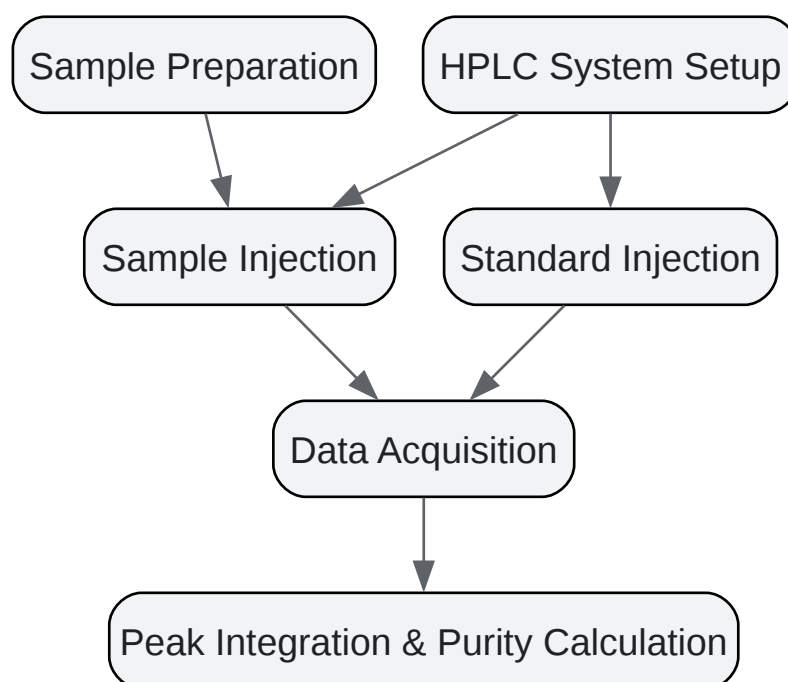 Sample Preparation
HPLC System Setup
Sample Injection
Standard Injection
Data Acquisition
Peak Integration & Purity Calculation